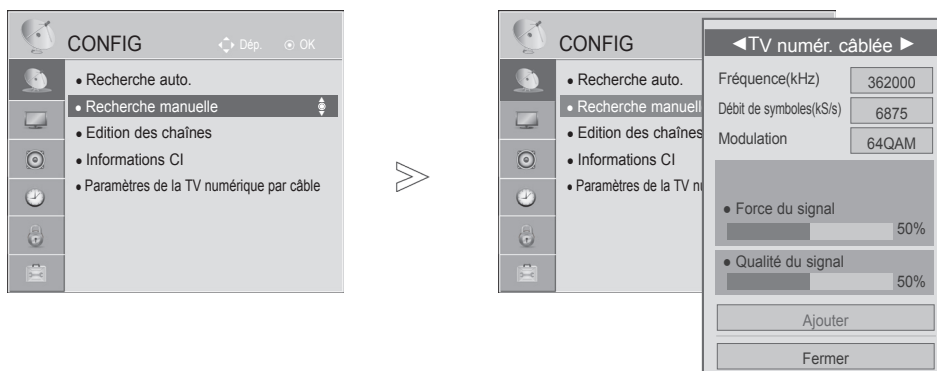 CONFIG
Dép.
OK
• Recherche auto.
• Recherche manuelle
• Edition des chaînes
• Informations CI
• Paramètres de la TV numérique par câble
CONFIG
• Recherche auto.
• Recherche manuell
• Edition des chaînes
• Informations CI
• Paramètres de la TV nu
◄TV numér. câblée ►
Fréquence(kHz) 362000
Débit de symboles(kS/s) 6875
Modulation 64QAM
• Force du signal
50%
• Qualité du signal
50%
Ajouter
Fermer